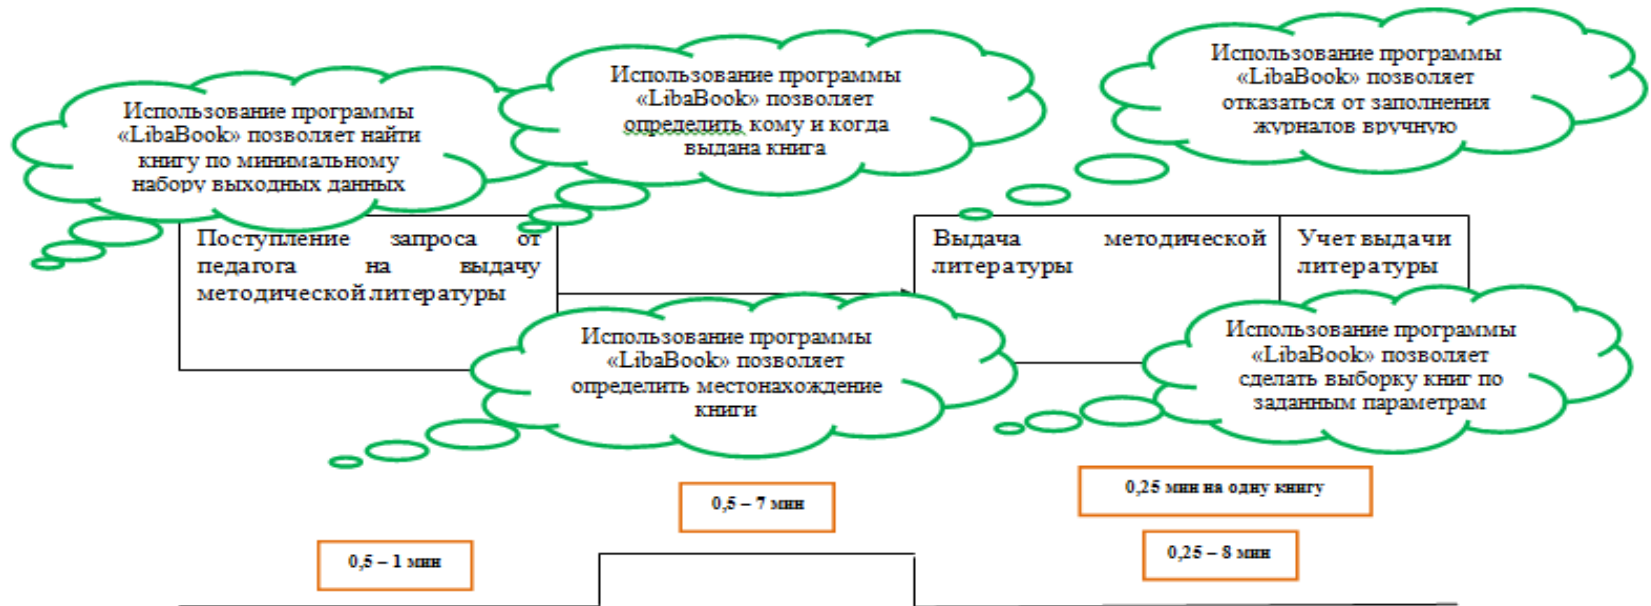 Использование программы
«LibaBook» позволяет найти
книгу по минимальному
набору выходных данных
Использование программы
«LibaBook» позволяет
определить кому и когда
выдана книга
Использование программы
«LibaBook» позволяет
отказаться от заполнения
журналов вручную
Поступление запроса от
педагога на выдачу
методической литературы
Выдача методической
литературы
Учет выдачи
литературы
Использование программы
«LibaBook» позволяет
определить местонахождение
книги
Использование программы
«LibaBook» позволяет
сделать выборку книг по
заданным параметрам
0,5 – 7 мин
0,25 мин на одну книгу
0,5 – 1 мин
0,25 – 8 мин